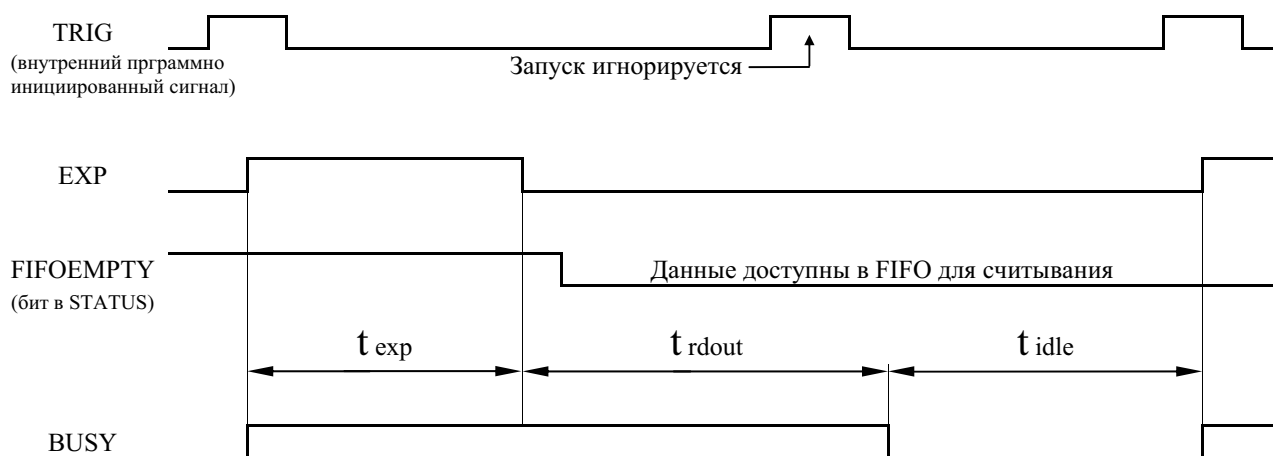 TRIG
(внутренний прграммно
инициированный сигнал)
Запуск игнорируется
EXP
FIFOEMPTY
(бит в STATUS)
Данные доступны в FIFO для считывания
t exp
t rdout
t idle
BUSY